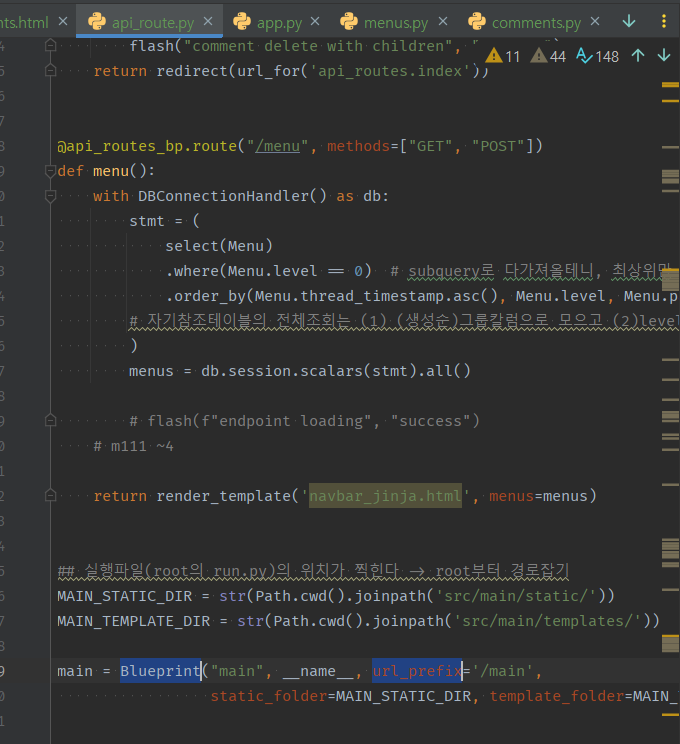 nts.html × api_route.py × app.py × menus.py × comments.py ×
flash("comment delete with children",
11 44 148
return redirect(url_for('api_routes.index'))
@api_routes_bp.route("/menu", methods=["GET", "POST"])
def menu():
with DBConnectionHandler() as db:
stmt = (
select(Menu)
.where(Menu.level == 0) # subquery로 다가져올테니, 최상위만
.order_by(Menu.thread_timestamp.asc(), Menu.level, Menu.p
# 자기참조테이블의 전체조회는 (1) (생성순)그룹칼럼으로 모으고 (2)level
)
menus = db.session.scalars(stmt).all()
# flash(f"endpoint loading", "success")
# m111 ~4
return render_template('navbar_jinja.html', menus=menus)
## 실행파일(root의 run.py)의 위치가 찍힌다 -> root부터 경로잡기
MAIN_STATIC_DIR = str(Path.cwd().joinpath('src/main/static/'))
MAIN_TEMPLATE_DIR = str(Path.cwd().joinpath('src/main/templates/'))
main = Blueprint("main", __name__, url_prefix='/main',
static_folder=MAIN_STATIC_DIR, template_folder=MAIN_